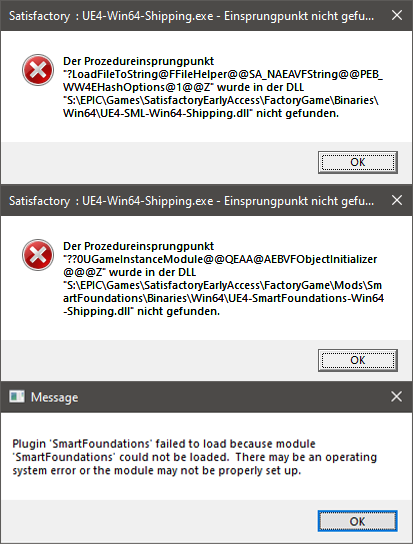 Satisfactory : UE4-Win64-Shipping.exe - Einsprungpunkt nicht gefu...
Der Prozedureinsprungpunkt
"?LoadFileToString@FFileHelper@@SA_NAEAVFString@@PEB_
WW4EHashOptions@1@@Z" wurde in der DLL
"S:\EPIC\Games\SatisfactoryEarlyAccess\FactoryGame\Binaries\
Win64\UE4-SML-Win64-Shipping.dll" nicht gefunden.
OK
Satisfactory : UE4-Win64-Shipping.exe - Einsprungpunkt nicht gefu...
Der Prozedureinsprungpunkt
"??0UGameInstanceModule@@QEAA@AEBVFObjectInitializer
@@@Z" wurde in der DLL
"S:\EPIC\Games\SatisfactoryEarlyAccess\FactoryGame\Mods\Sm
artFoundations\Binaries\Win64\UE4-SmartFoundations-Win64
-Shipping.dll" nicht gefunden.
OK
Message
Plugin 'SmartFoundations' failed to load because module
'SmartFoundations' could not be loaded.  There may be an operating
system error or the module may not be properly set up.
OK